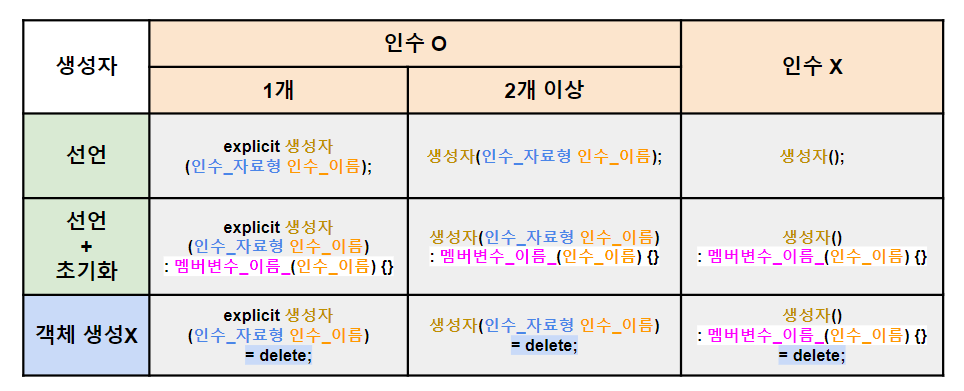 생성자
인수 O
인수 X
1개
2개 이상
선언
explicit 생성자
(인수_자료형 인수_이름);
생성자(인수_자료형 인수_이름);
생성자();
선언
+
초기화
explicit 생성자
(인수_자료형 인수_이름)
: 멤버변수_이름_(인수_이름) {}
생성자(인수_자료형 인수_이름)
: 멤버변수_이름_(인수_이름) {}
생성자()
: 멤버변수_이름_(인수_이름) {}
객체 생성X
explicit 생성자
(인수_자료형 인수_이름)
= delete;
생성자(인수_자료형 인수_이름)
= delete;
생성자()
: 멤버변수_이름_(인수_이름) {}
= delete;